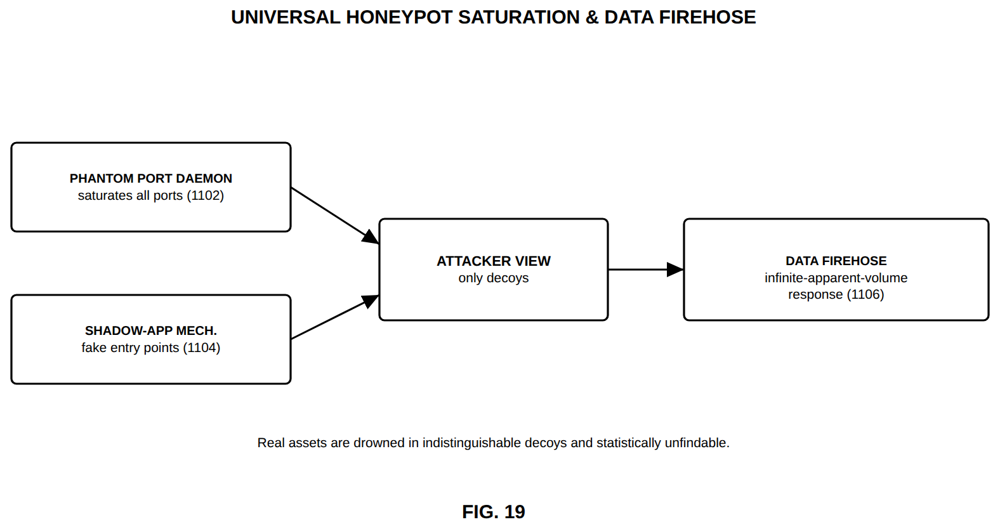 UNIVERSAL HONEYPOT SATURATION & DATA FIREHOSE
PHANTOM PORT DAEMON
saturates all ports (1102)
SHADOW-APP MECH.
fake entry points (1104)
ATTACKER VIEW
only decoys
DATA FIREHOSE
infinite-apparent-volume
response (1106)
Real assets are drowned in indistinguishable decoys and statistically unfindable.
FIG. 19